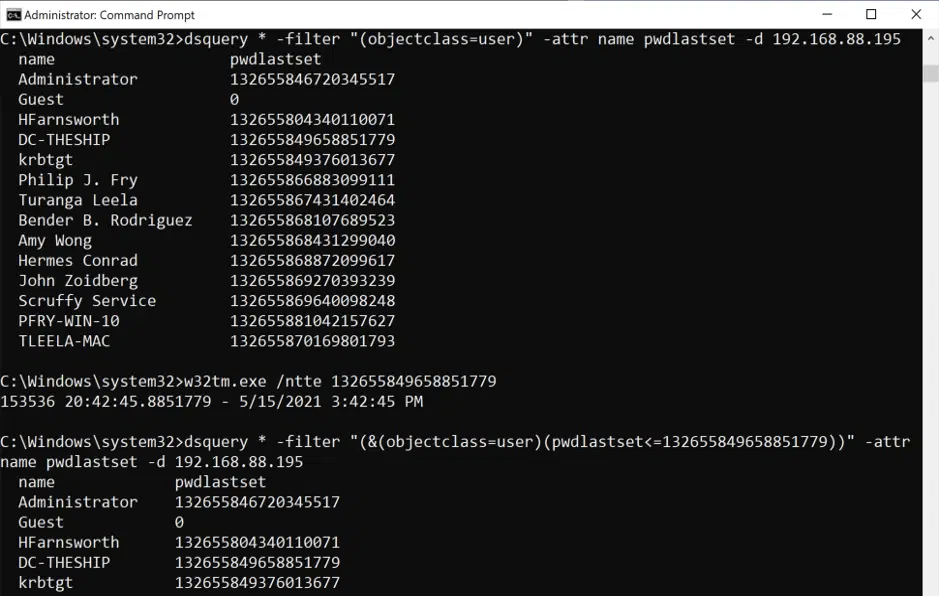 Administrator: Command Prompt
C:\Windows\system32>dsquery * -filter "(objectclass=user)" -attr name pwdlastset -d 192.168.88.195
name pwdlastset
Administrator 132655846720345517
Guest 0
HFarnsworth 132655804340110071
DC-THESHIP 132655849658851779
krbtgt 132655849376013677
Philip J. Fry 132655866883099111
Turanga Leela 132655867431402464
Bender B. Rodriguez 132655868107689523
Amy Wong 132655868431299040
Hermes Conrad 132655868872099617
John Zoidberg 132655869270393239
Scruffy Service 132655869640098248
PFRY-WIN-10 132655881042157627
TLEELA-MAC 132655870169801793
C:\Windows\system32>w32tm.exe /ntte 132655849658851779
153536 20:42:45.8851779 - 5/15/2021 3:42:45 PM
C:\Windows\system32>dsquery * -filter "(&(objectclass=user)(pwdlastset<=132655849658851779))" -attr
name pwdlastset -d 192.168.88.195
name pwdlastset
Administrator 132655846720345517
Guest 0
HFarnsworth 132655804340110071
DC-THESHIP 132655849658851779
krbtgt 132655849376013677